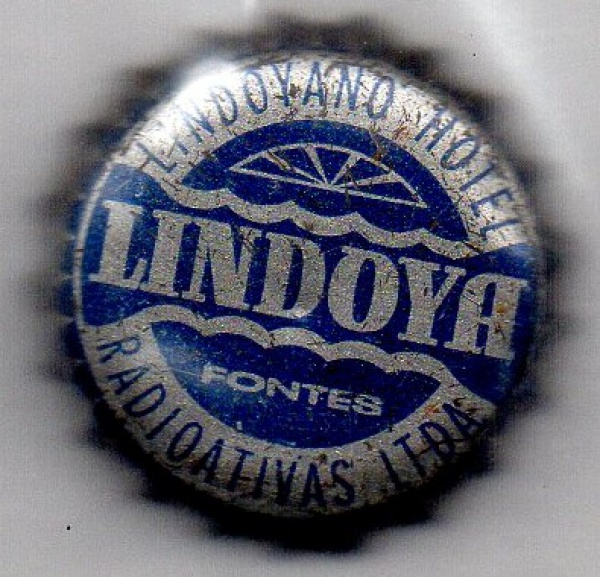 LINDOYANO HOTEL
LINDOYA
FONTES
RADIOATIVAS LTDA